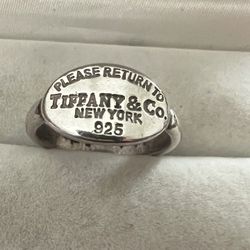 PLEASE RETURN TO
TIFFANY & CO.
NEW YORK
925